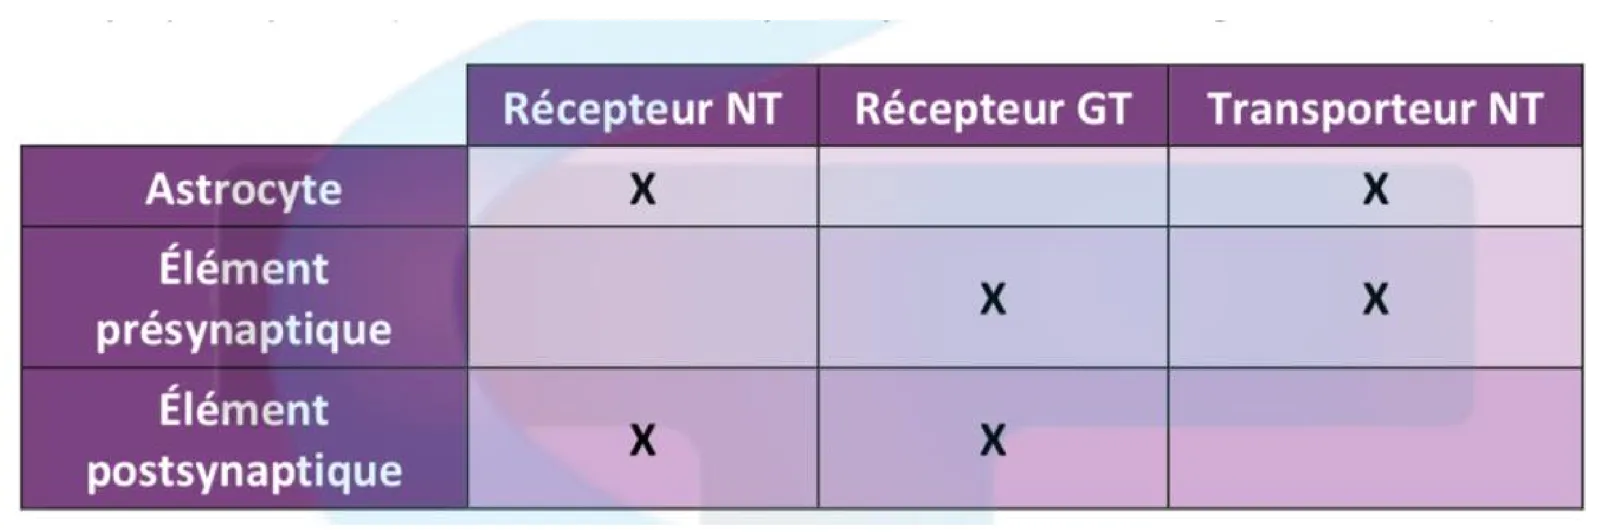 Récepteur NT Récepteur GT Transporteur NT
Astrocyte X X
Élément
présynaptique X X
Élément
postsynaptique X X